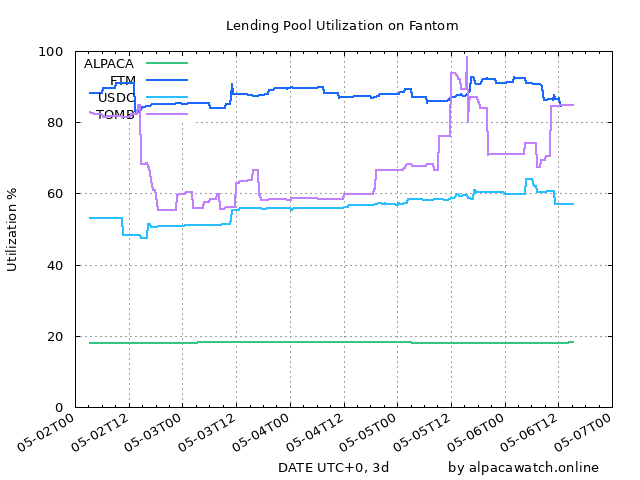 Lending Pool Utilization on Fantom
ALPACA
FTM
USDC
TOMB
Utilization %
100
80
60
40
20
0
05-02T00
05-02T12
05-03T00
05-03T12
05-04T00
05-04T12
05-05T00
05-05T12
05-06T00
05-06T12
05-07T00
DATE UTC+0, 3d
by alpacawatch.online